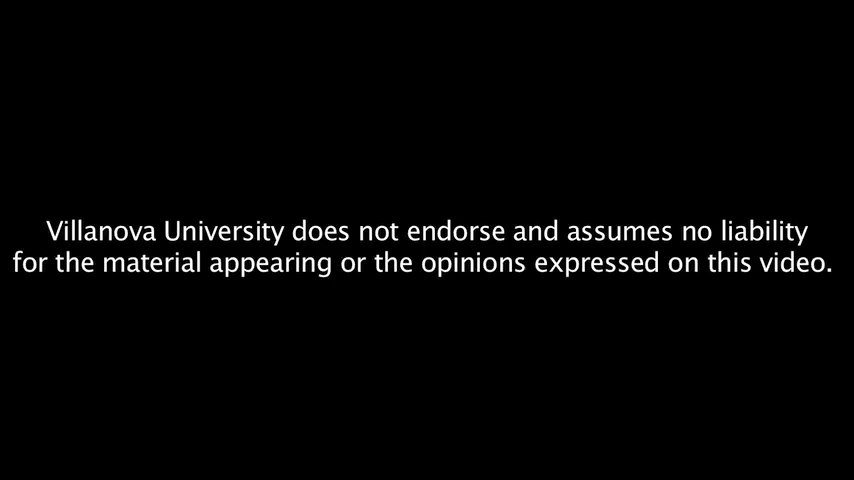 Villanova University does not endorse and assumes no liability
for the material appearing or the opinions expressed on this video.